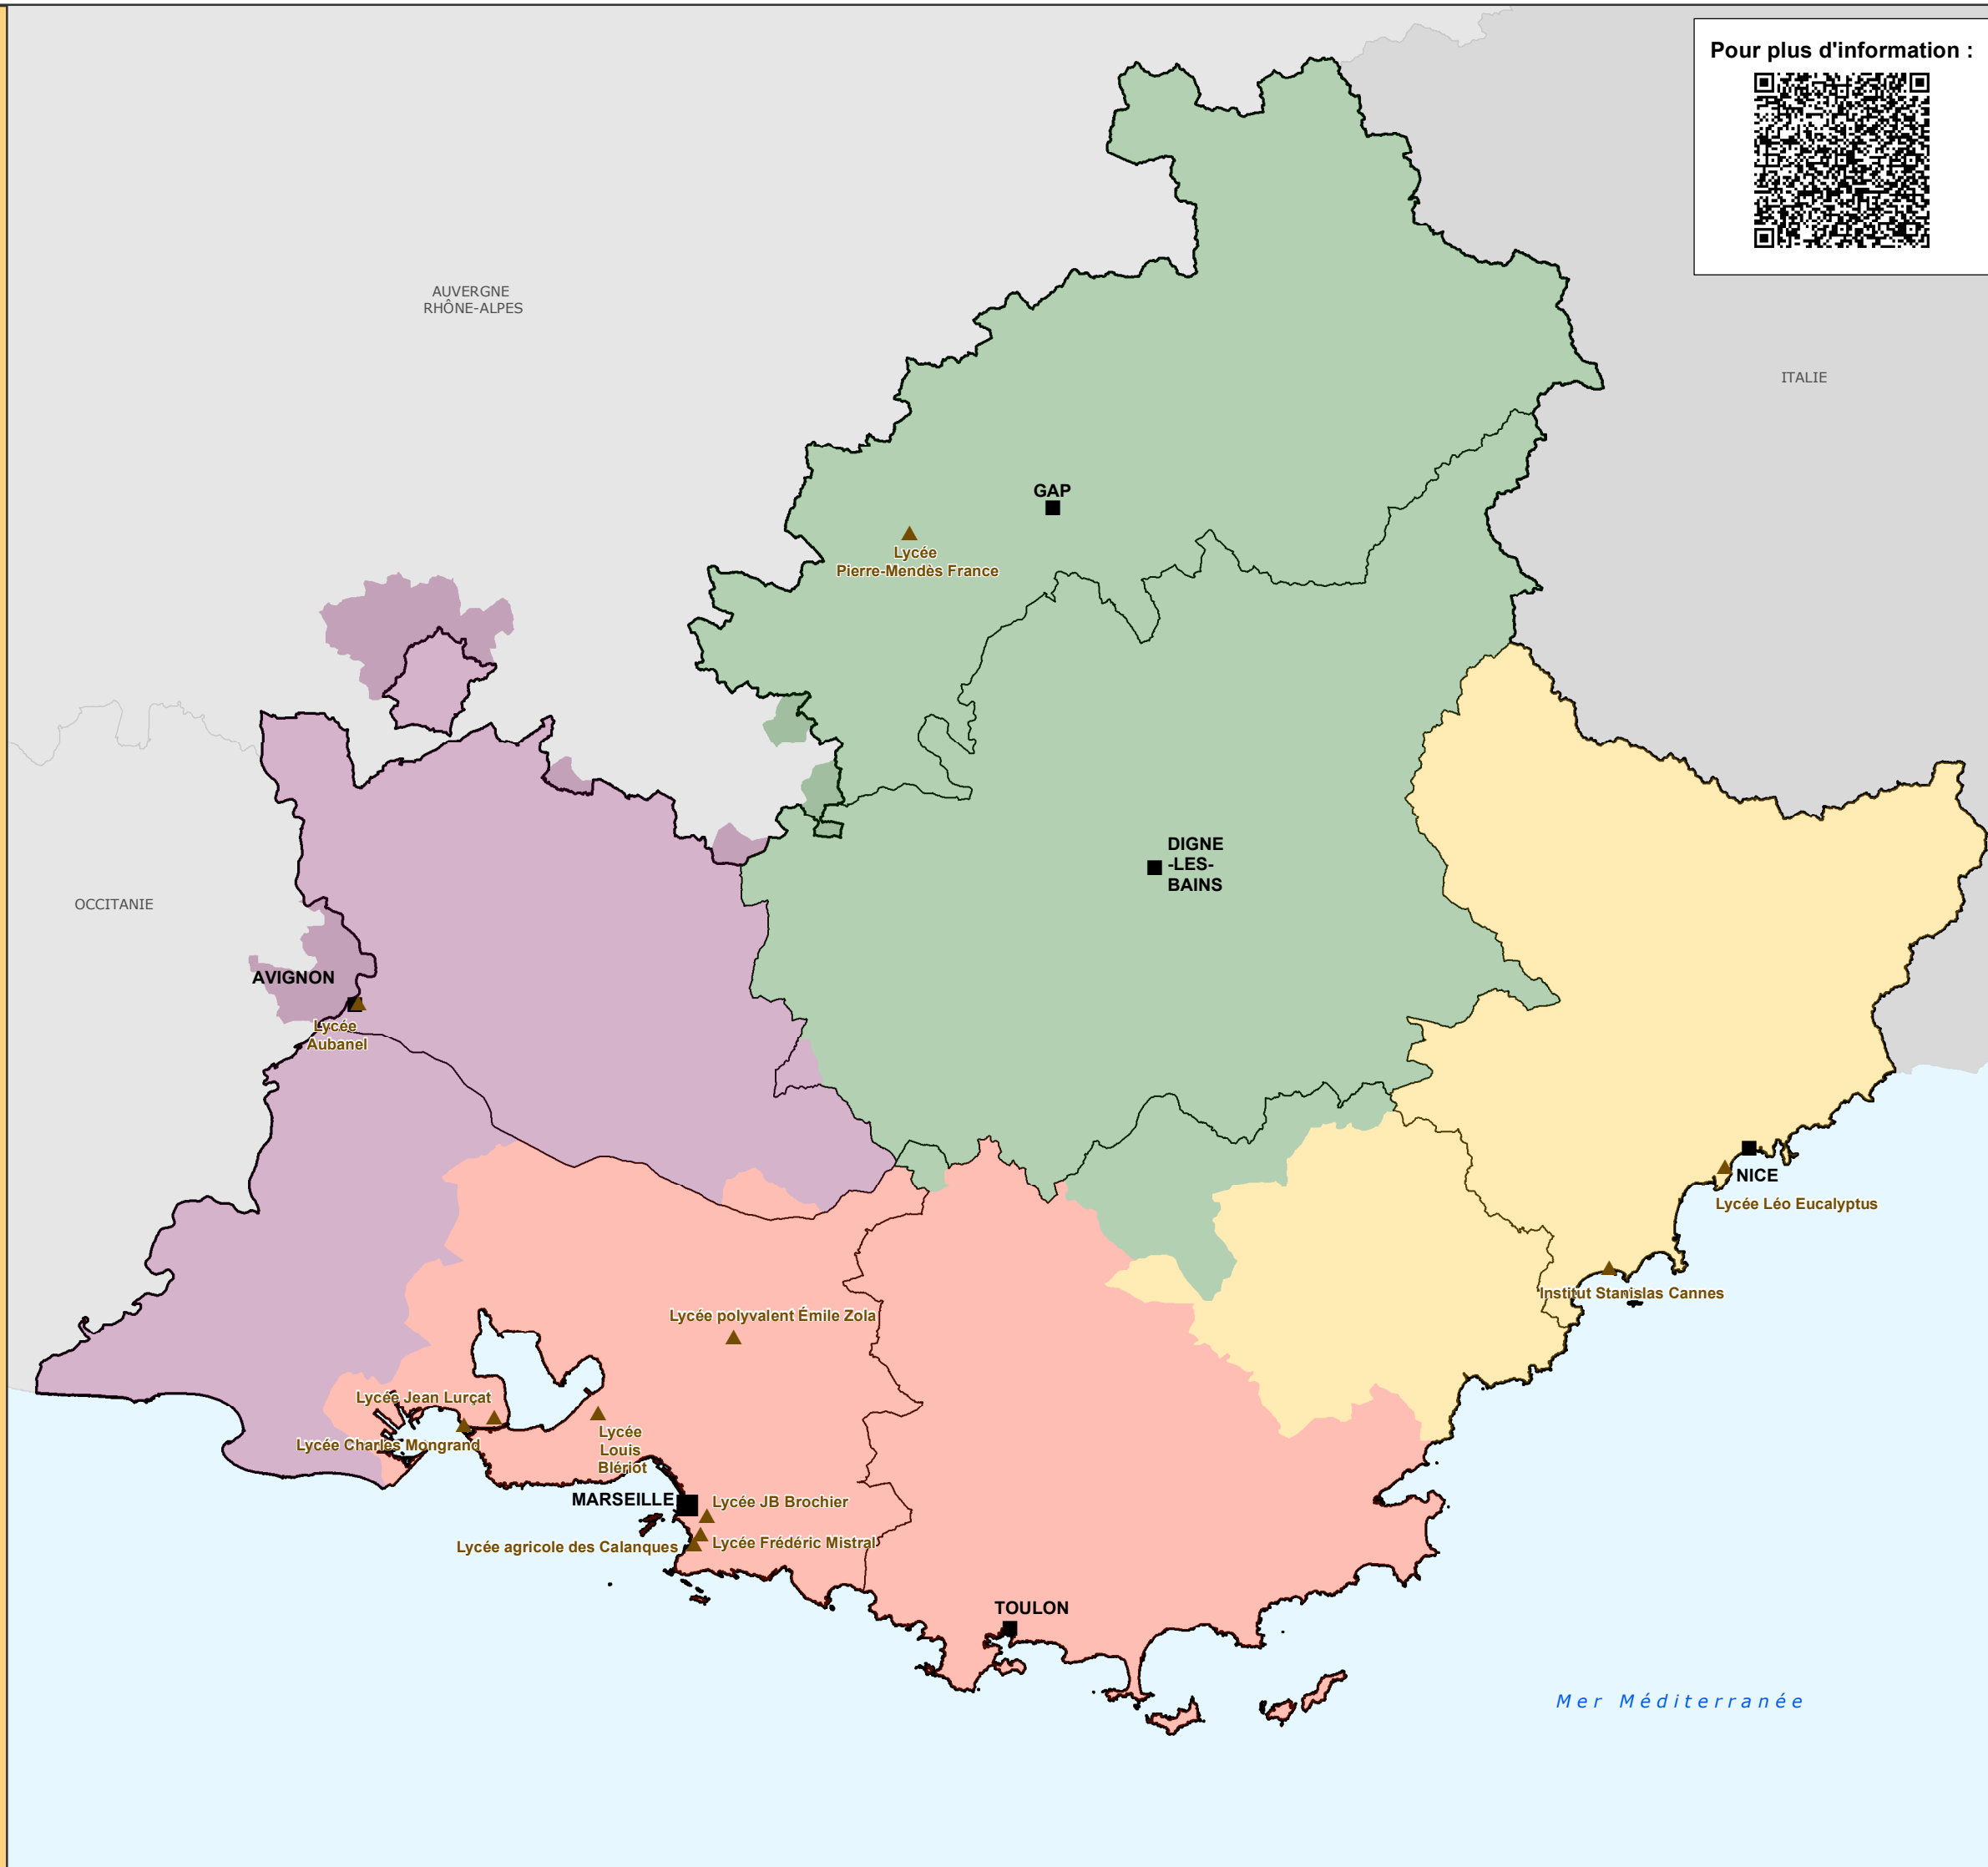 Pour plus d'information :
AUVERGNE
RHÔNE-ALPES
ITALIE
GAP
Lycée
Pierre-Mendès France
DIGNE
-LES-
BAINS
OCCITANIE
AVIGNON
Lycée
Aubanel
NICE
Lycée Léo Eucalyptus
Institut Stanislas Cannes
Lycée polyvalent Émile Zola
Lycée Jean Lurçat
Lycée Charles Mongrand
Lycée
Louis
Blériot
MARSEILLE
Lycée JB Brochier
Lycée Frédéric Mistral
Lycée agricole des Calanques
TOULON
Mer Méditerranée